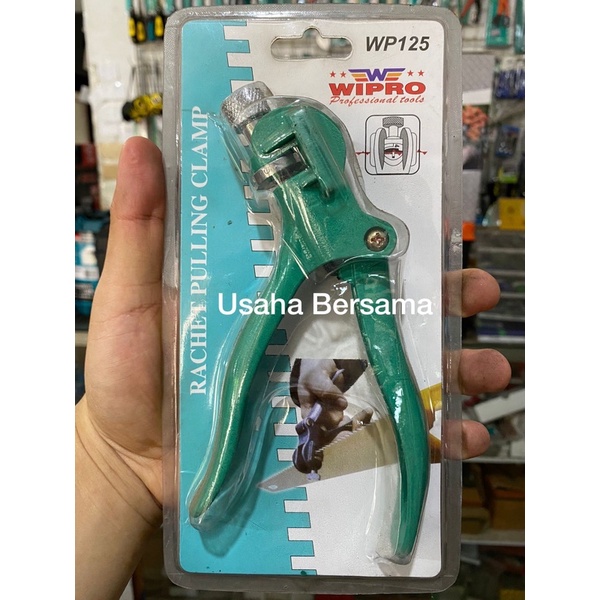 WP125
W
WIPRO
Professional tools
RACHET PULLING CLAMP
Usaha Bersama